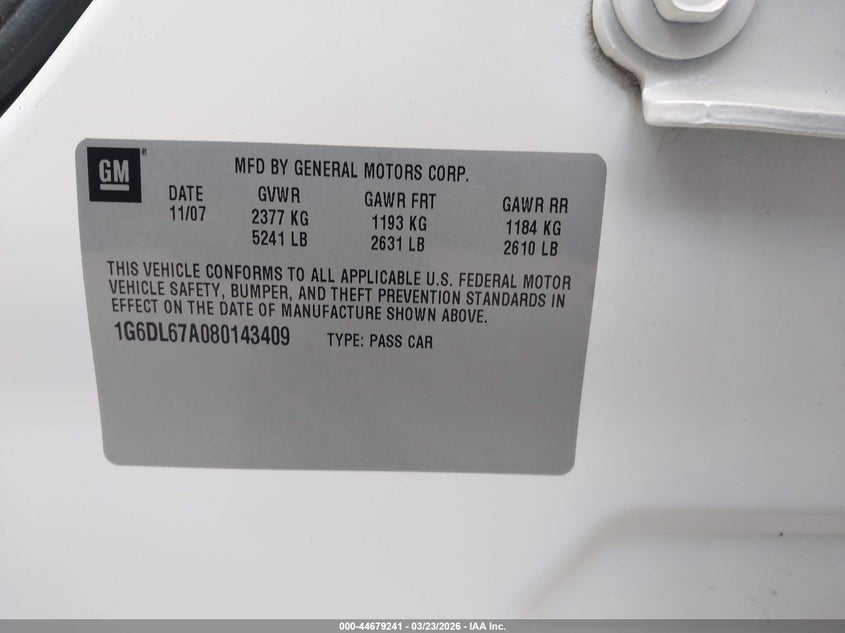 GM®
MFD BY GENERAL MOTORS CORP.
DATE GVWR GAWR FRT GAWR RR
11/07 2377 KG 1193 KG 1184 KG
5241 LB 2631 LB 2610 LB
THIS VEHICLE CONFORMS TO ALL APPLICABLE U.S. FEDERAL MOTOR
VEHICLE SAFETY, BUMPER, AND THEFT PREVENTION STANDARDS IN
EFFECT ON THE DATE OF MANUFACTURE SHOWN ABOVE.
1G6DL67A080143409 TYPE: PASS CAR
000-44679241 - 03/23/2026 - IAA Inc.